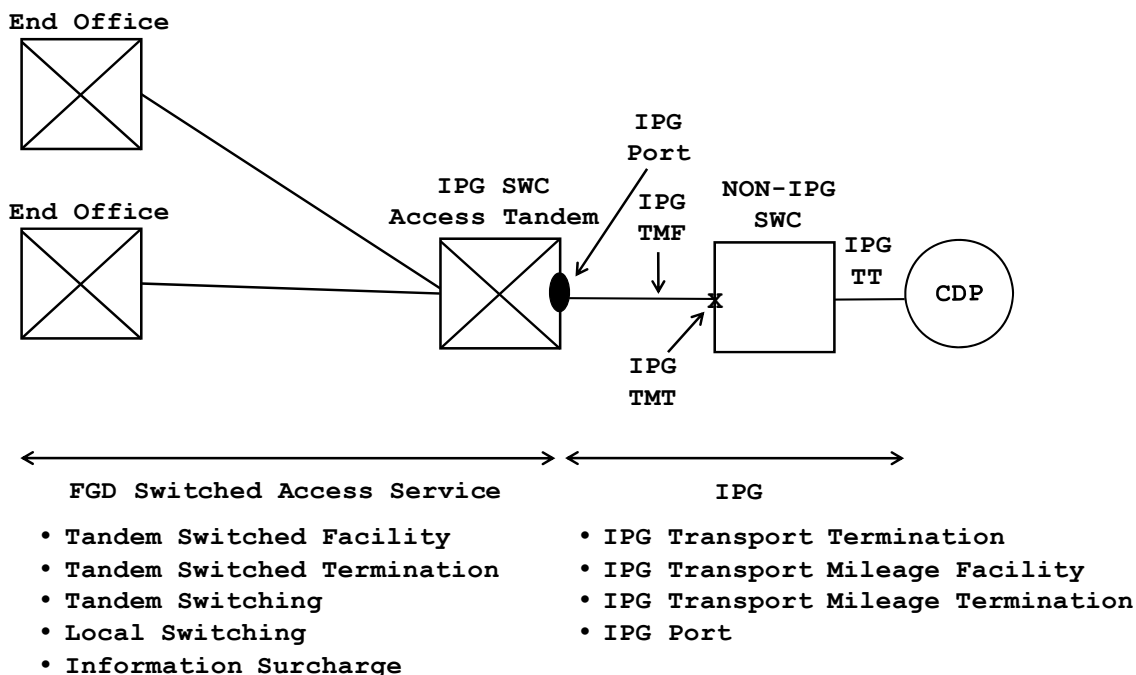 End Office
End Office
IPG SWC
Access Tandem
IPG
Port
IPG
TMF
IPG
TMT
NON-IPG
SWC
x
IPG
TT
CDP
FGD Switched Access Service
• Tandem Switched Facility
• Tandem Switched Termination
• Tandem Switching
• Local Switching
• Information Surcharge
IPG
• IPG Transport Termination
• IPG Transport Mileage Facility
• IPG Transport Mileage Termination
• IPG Port